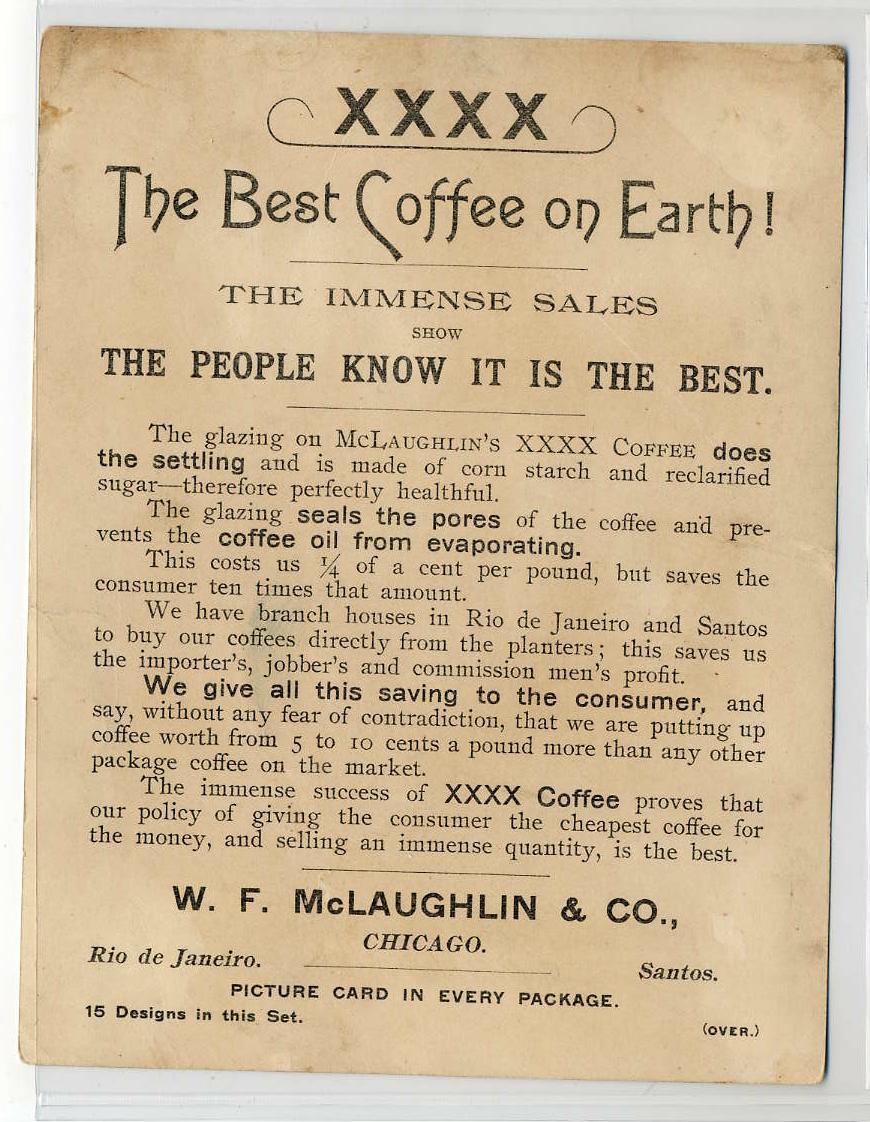 XXXX
The Best Coffee on Earth!
THE IMMENSE SALES
SHOW
THE PEOPLE KNOW IT IS THE BEST.
The glazing on McLAUGHLIN'S XXXX COFFEE does
the settling and is made of corn starch and reclarified
sugar—therefore perfectly healthful.
The glazing seals the pores of the coffee and pre-
vents the coffee oil from evaporating.
This costs us ¼ of a cent per pound, but saves the
consumer ten times that amount.
We have branch houses in Rio de Janeiro and Santos
to buy our coffees directly from the planters; this saves us
the importer's, jobber's and commission men's profit.
We give all this saving to the consumer, and
say, without any fear of contradiction, that we are putting up
coffee worth from 5 to 10 cents a pound more than any other
package coffee on the market.
The immense success of XXXX Coffee proves that
our policy of giving the consumer the cheapest coffee for
the money, and selling an immense quantity, is the best.
W. F. McLAUGHLIN & CO.,
CHICAGO.
Rio de Janeiro. Santos.
PICTURE CARD IN EVERY PACKAGE.
15 Designs in this Set.
(OVER.)